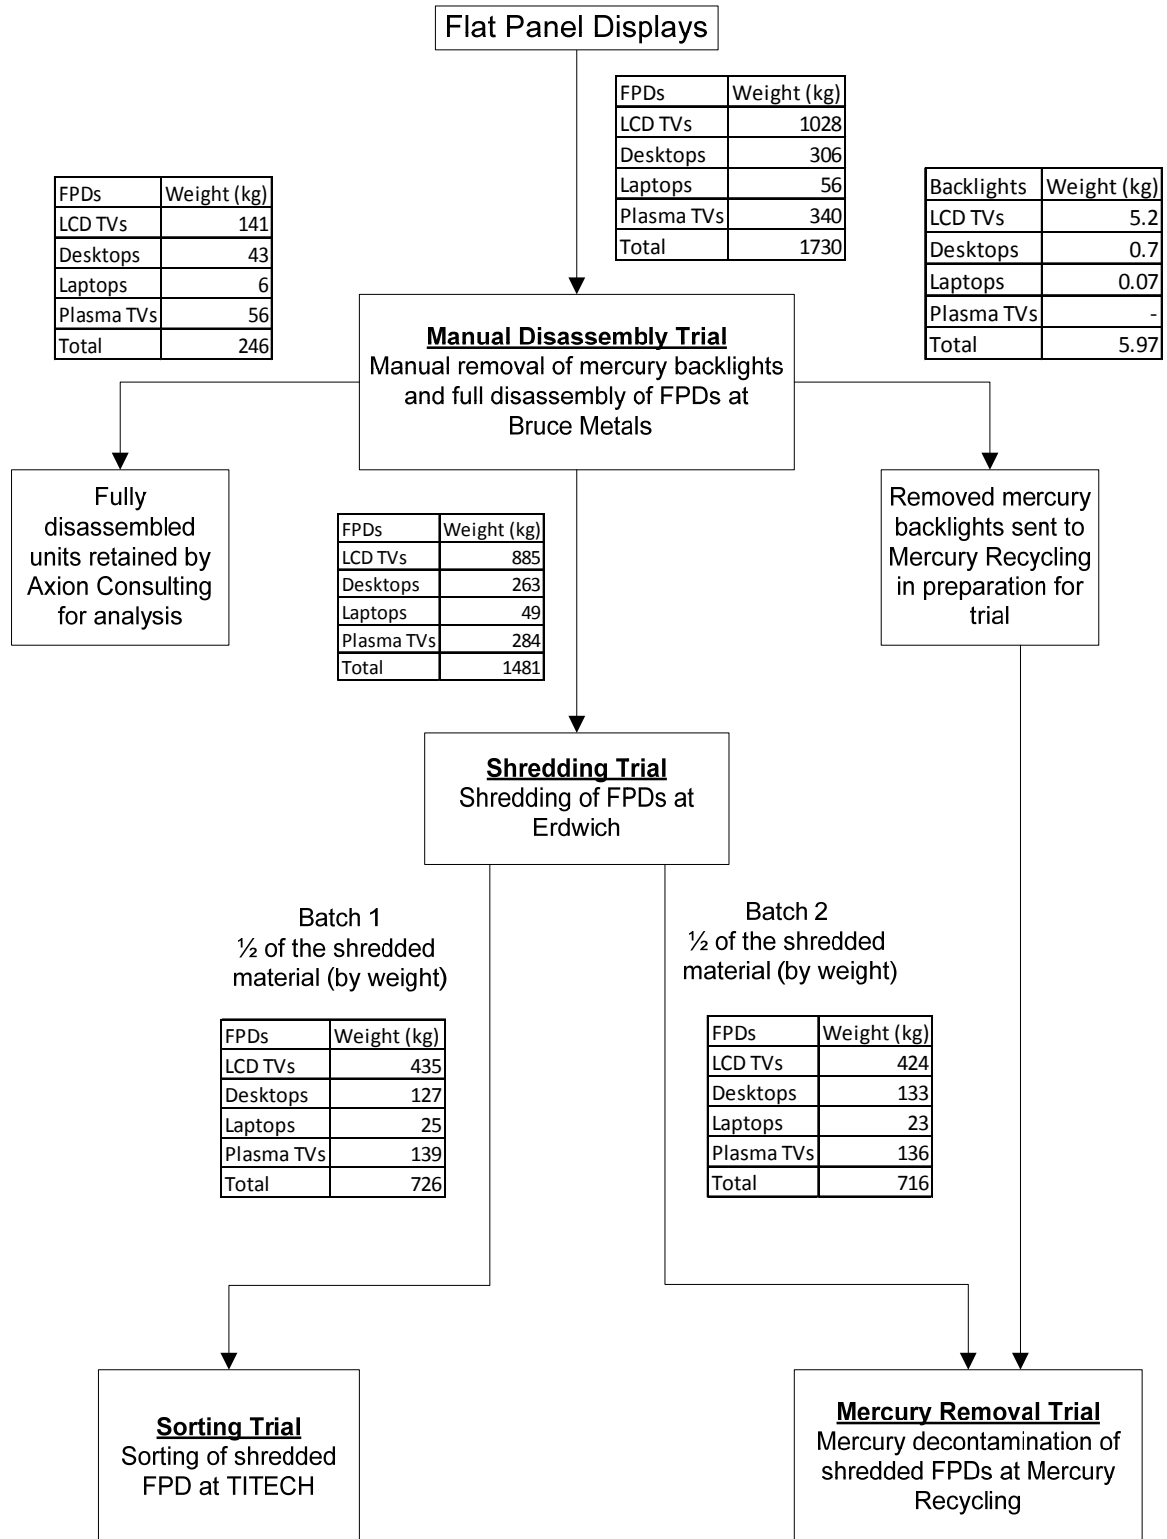 Flat Panel Displays
FPDs Weight (kg)
LCD TVs 1028
Desktops 306
Laptops 56
Plasma TVs 340
Total 1730
FPDs Weight (kg)
LCD TVs 141
Desktops 43
Laptops 6
Plasma TVs 56
Total 246
Backlights Weight (kg)
LCD TVs 5.2
Desktops 0.7
Laptops 0.07
Plasma TVs -
Total 5.97
Manual Disassembly Trial
Manual removal of mercury backlights
and full disassembly of FPDs at
Bruce Metals
Fully
disassembled
units retained by
Axion Consulting
for analysis
FPDs Weight (kg)
LCD TVs 885
Desktops 263
Laptops 49
Plasma TVs 284
Total 1481
Removed mercury
backlights sent to
Mercury Recycling
in preparation for
trial
Shredding Trial
Shredding of FPDs at
Erdwich
Batch 1
½ of the shredded
material (by weight)
Batch 2
½ of the shredded
material (by weight)
FPDs Weight (kg)
LCD TVs 435
Desktops 127
Laptops 25
Plasma TVs 139
Total 726
FPDs Weight (kg)
LCD TVs 424
Desktops 133
Laptops 23
Plasma TVs 136
Total 716
Sorting Trial
Sorting of shredded
FPD at TITECH
Mercury Removal Trial
Mercury decontamination of
shredded FPDs at Mercury
Recycling